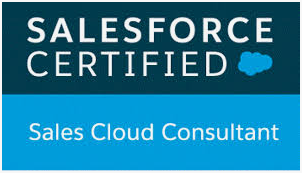 SALESFORCE
CERTIFIED
Sales Cloud Consultant